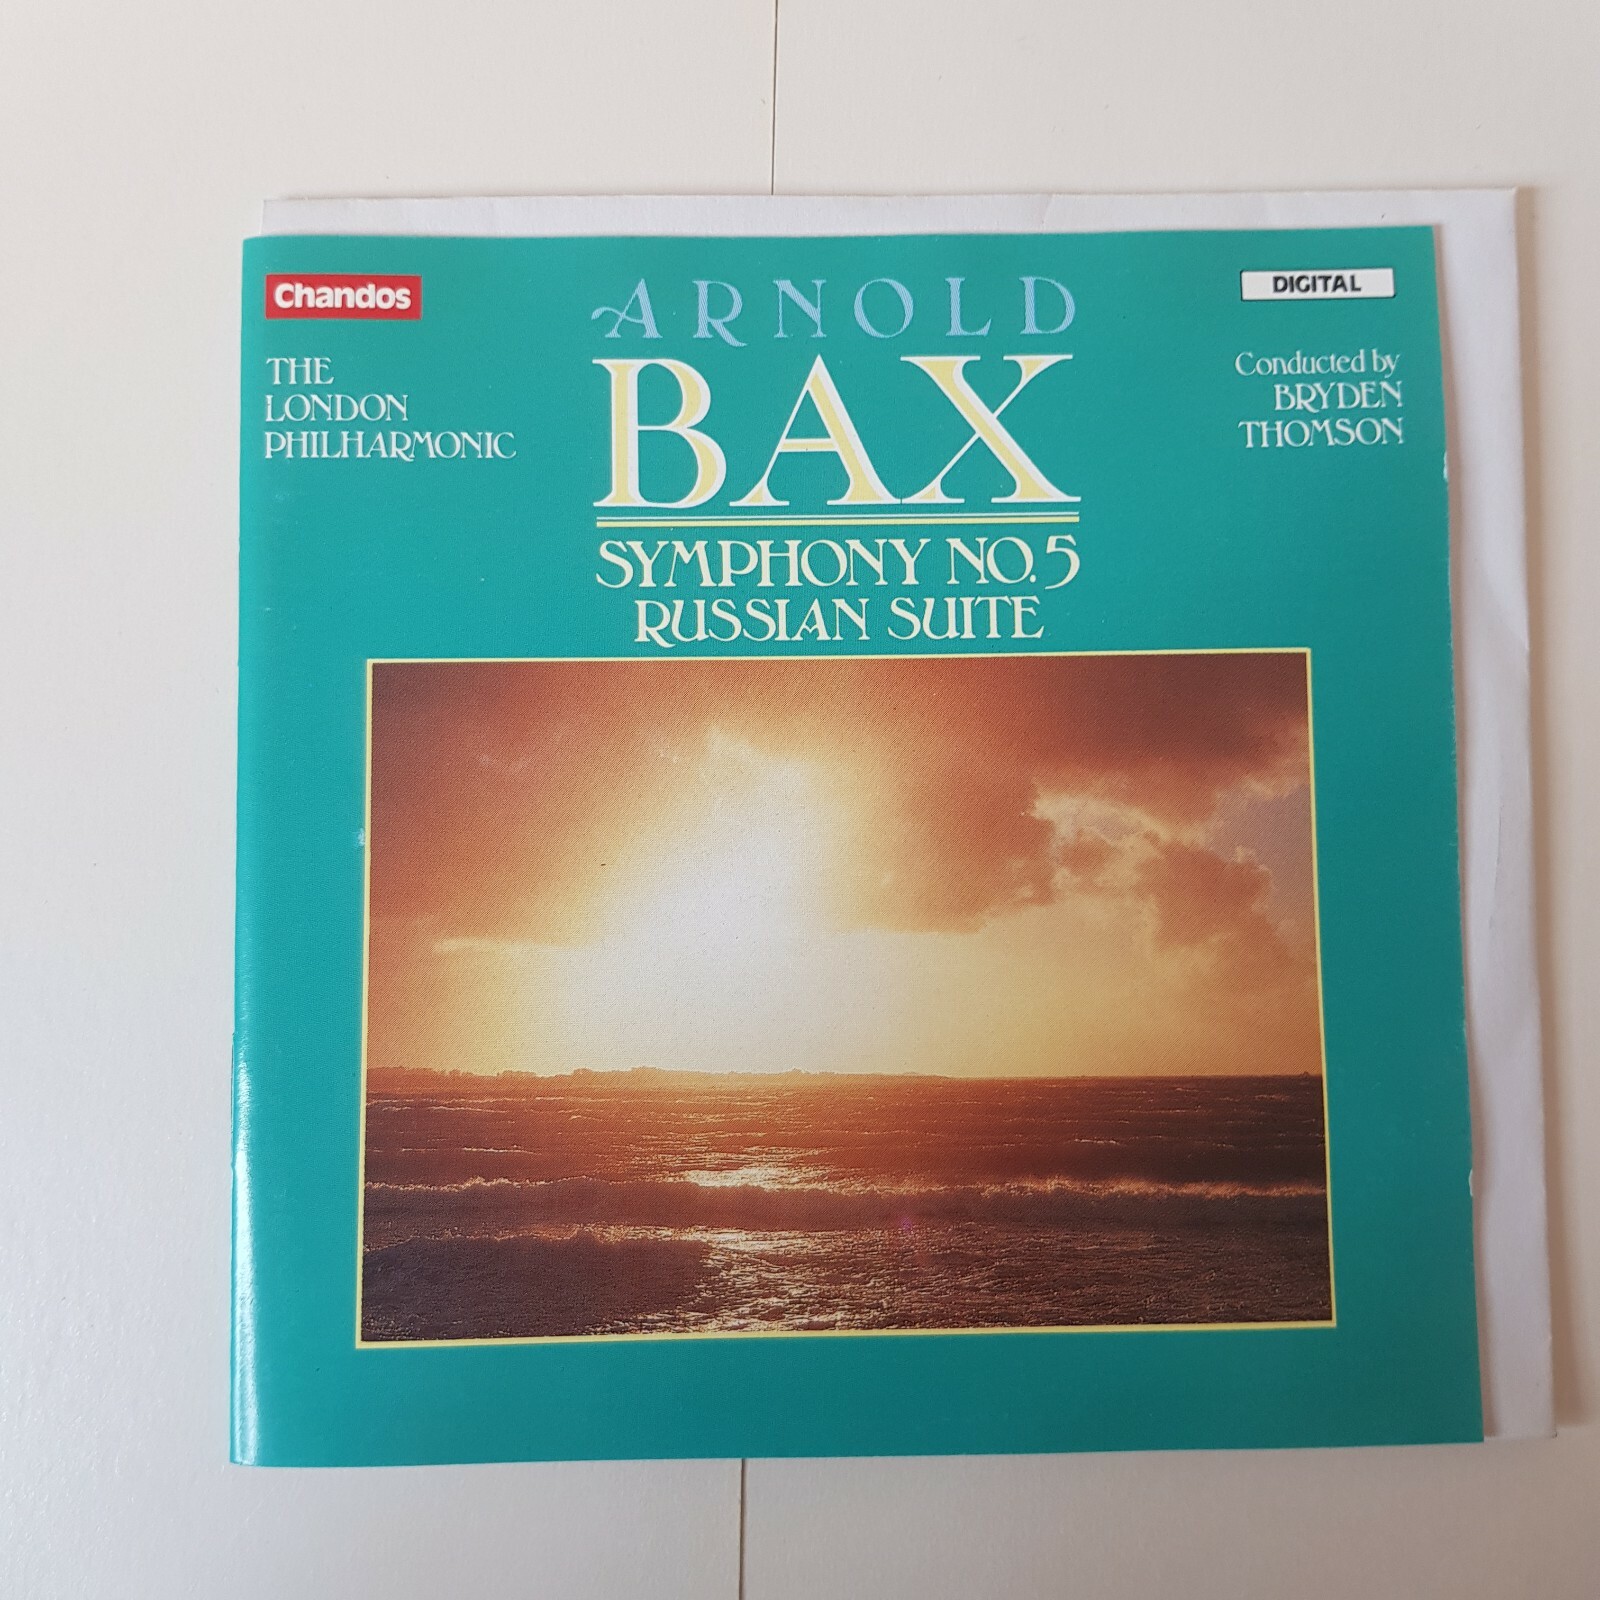 Chandos
THE
LONDON
PHILHARMONIC
ARNOLD
BAX
SYMPHONY NO.5
RUSSIAN SUITE
DIGITAL
Conducted by
BRYDEN
THOMSON